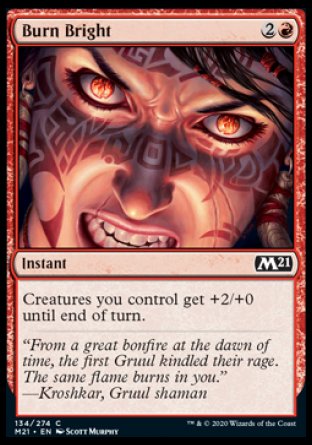 Burn Bright 2
Instant M21
Creatures you control get +2/+0
until end of turn.
“From a great bonfire at the dawn of
time, the first Gruul kindled their rage.
The same flame burns in you.”
—Kroshkar, Gruul shaman
134/274 C
M21 • EN SCOTT MURPHY
™ & © 2020 Wizards of the Coast